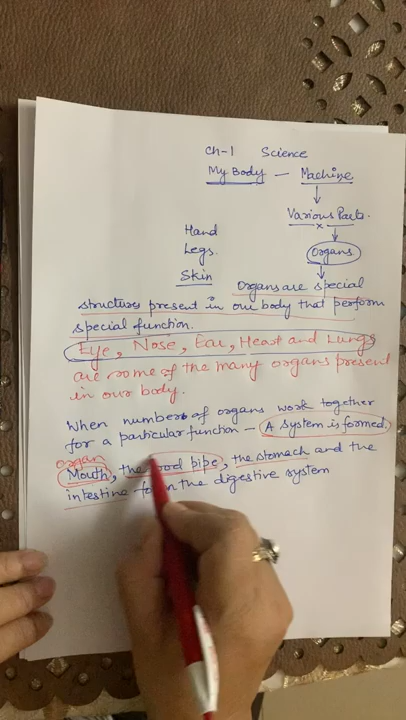 Ch-1 Science
My Body - Machine
Various Parts.
Hand
Legs.
Organs
Skin
Organs are special
structures present in our body that perform
special function.
Eye, Nose, Ear, Heart and Lungs
are some of the many organs present
in our body.
When numbers of organs work together
for a particular function - A system is formed.
organ
Mouth, the food pipe, the stomach and the
intestine form the digestive system